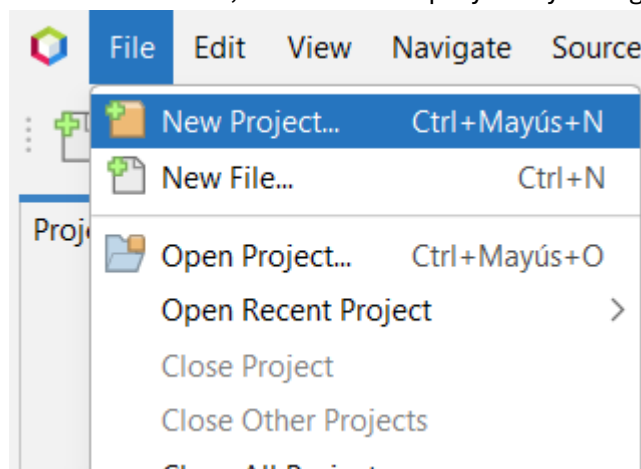 File Edit View Navigate Source
New Project... Ctrl+Mayús+N
New File... Ctrl+N
Proj
Open Project... Ctrl+Mayús+O
Open Recent Project
Close Project
Close Other Projects